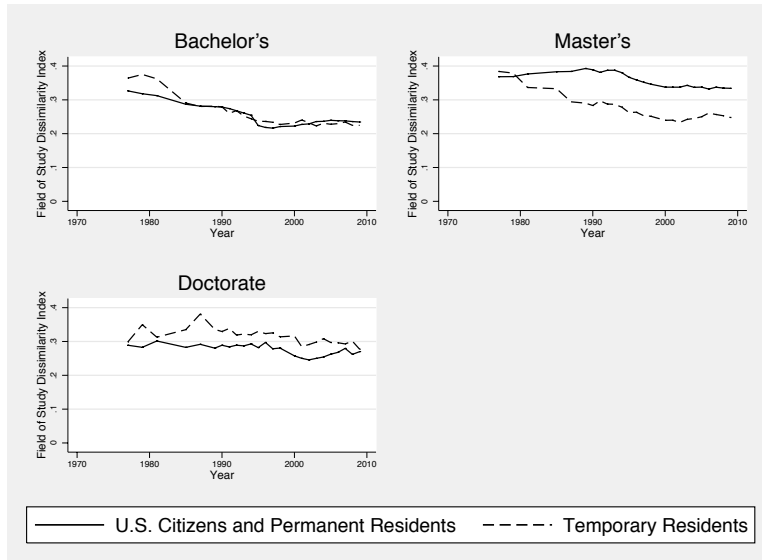 Bachelor's
Field of Study Dissimilarity Index
.4
.3
.2
.1
0
1970 1980 1990 2000 2010
Year
Master's
Field of Study Dissimilarity Index
.4
.3
.2
.1
0
1970 1980 1990 2000 2010
Year
Doctorate
Field of Study Dissimilarity Index
.4
.3
.2
.1
0
1970 1980 1990 2000 2010
Year
U.S. Citizens and Permanent Residents Temporary Residents